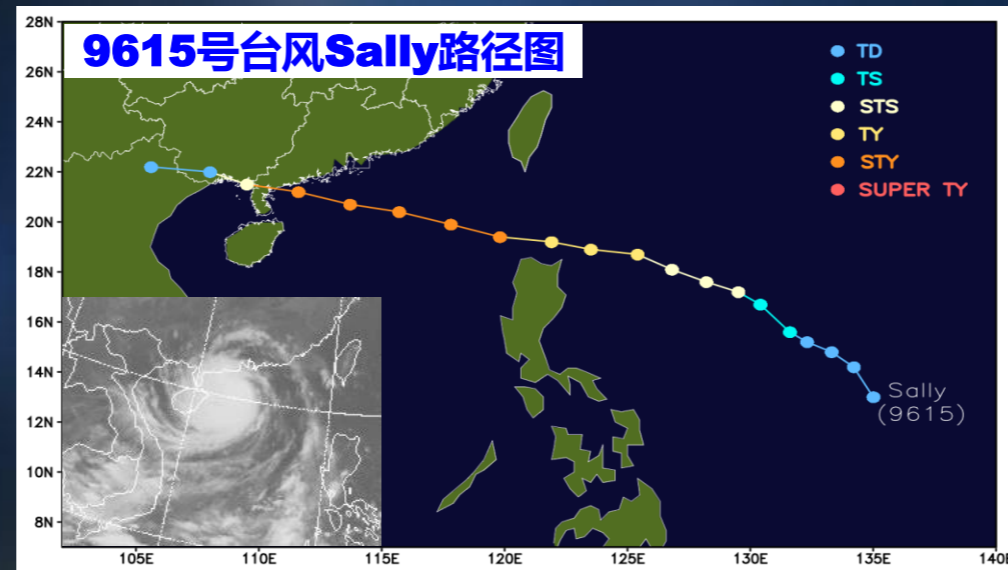 9615号台风Sally路径图
28N
26N
24N
22N
20N
18N
16N
14N
12N
10N
8N
TD
TS
STS
TY
STY
SUPER TY
Sally
(9615)
105E 110E 115E 120E 125E 130E 135E 140E